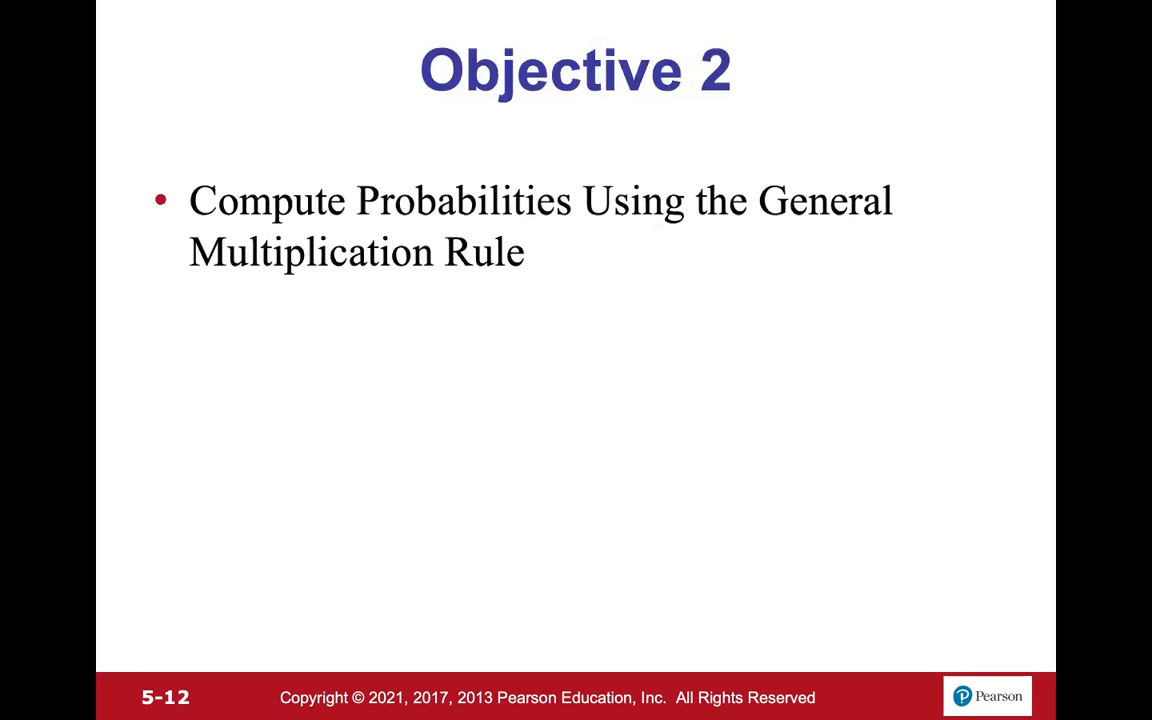 Objective 2
• Compute Probabilities Using the General
Multiplication Rule
5-12
Copyright © 2021, 2017, 2013 Pearson Education, Inc. All Rights Reserved
P Pearson